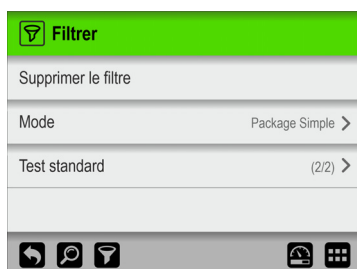 Filtrer
Supprimer le filtre
Mode Package Simple
Test standard (2/2)